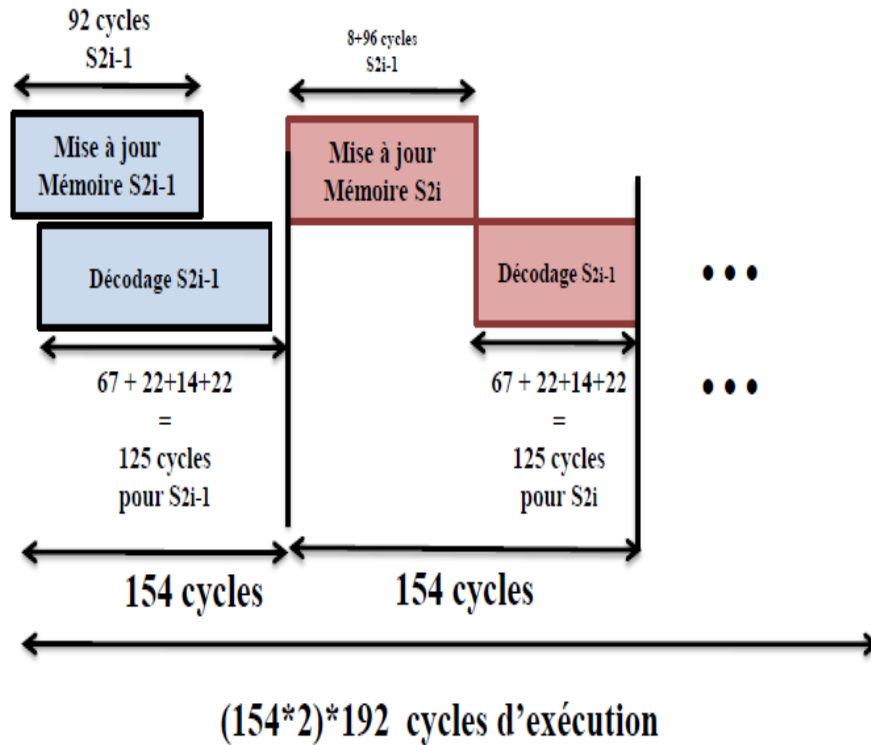 92 cycles
S2i-1
8+96 cycles
S2i-1
Mise à jour
Mémoire S2i-1
Mise à jour
Mémoire S2i
Décodage S2i-1
Décodage S2i-1
• • •
67 + 22+14+22
=
125 cycles
pour S2i-1
67 + 22+14+22
=
125 cycles
pour S2i
• • •
154 cycles
154 cycles
(154*2)*192 cycles d'exécution